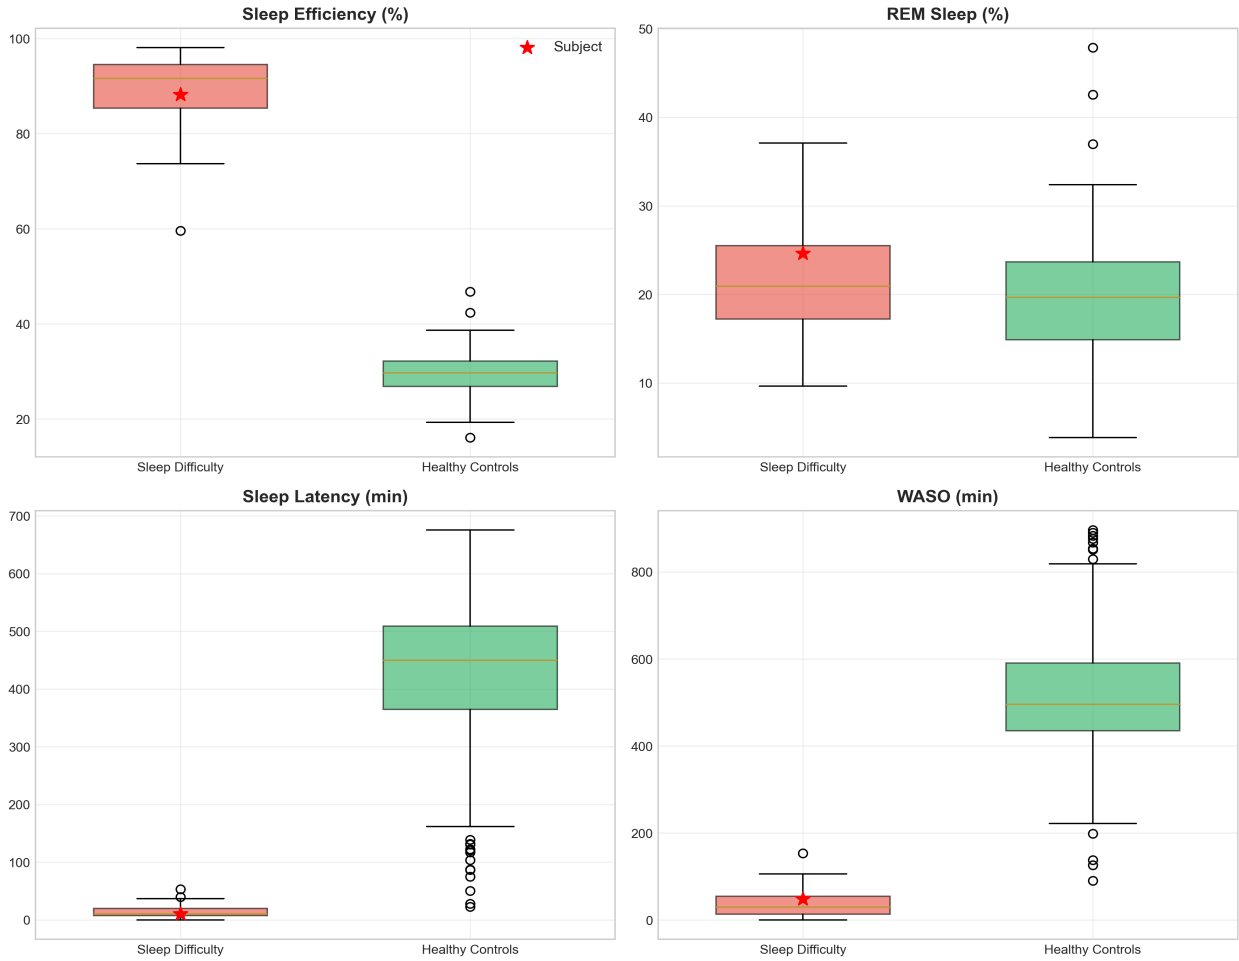 Sleep Efficiency (%)
100
80
60
40
20
Subject
Sleep Difficulty
Healthy Controls
REM Sleep (%)
50
40
30
20
10
Sleep Difficulty
Healthy Controls
Sleep Latency (min)
700
600
500
400
300
200
100
0
Sleep Difficulty
Healthy Controls
WASO (min)
800
600
400
200
0
Sleep Difficulty
Healthy Controls